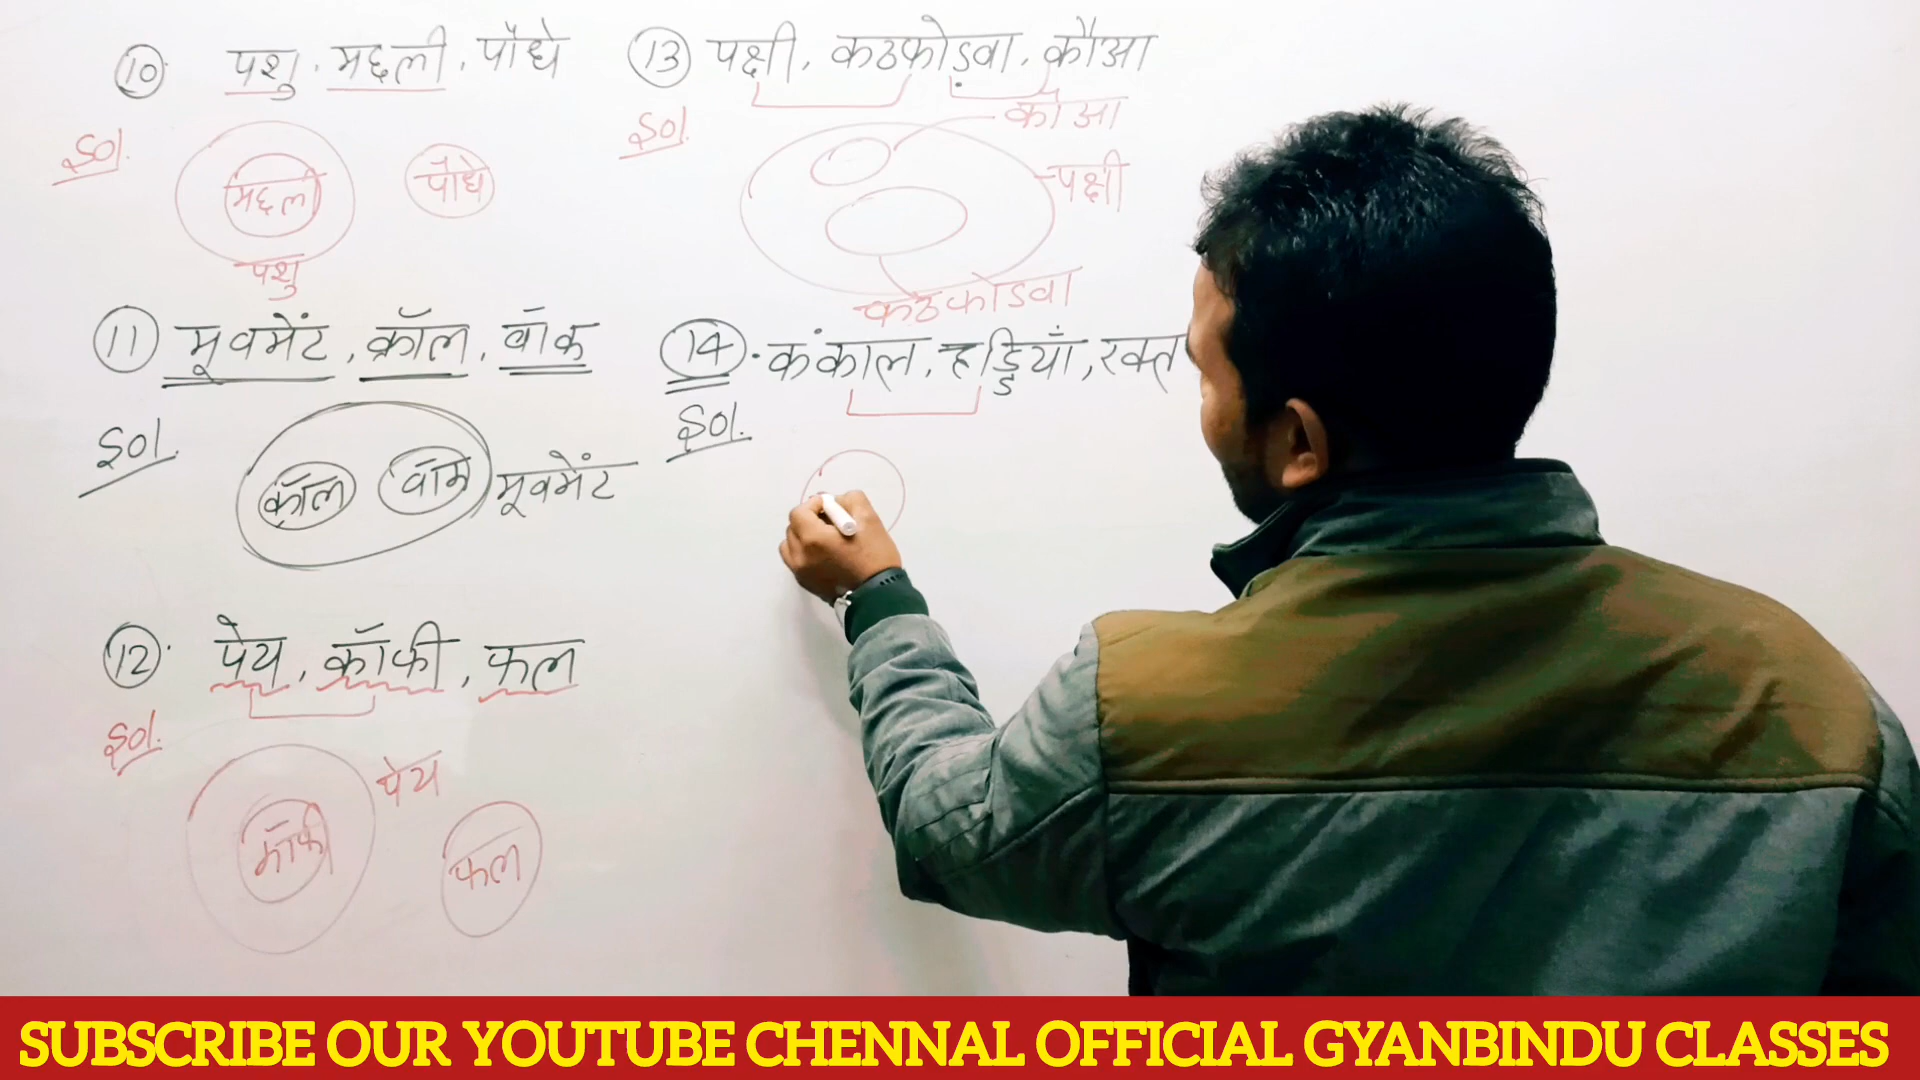 10. पशु, मछली, पौधे
Sol.
मछली
पौधे
पशु
11 मूवमेंट, क्रॉल, वॉक
Sol.
क्रॉल वॉक मूवमेंट
12. पेय, कॉफी, फल
Sol.
पेय
कॉफी
फल
13 पक्षी, कठफोड़वा, कौआ
Sol.
कौआ
पक्षी
कठफोडवा
14. कंकाल, हड्डियाँ, रक्त
Sol.
SUBSCRIBE OUR YOUTUBE CHENNAL OFFICIAL GYANBINDU CLASSES